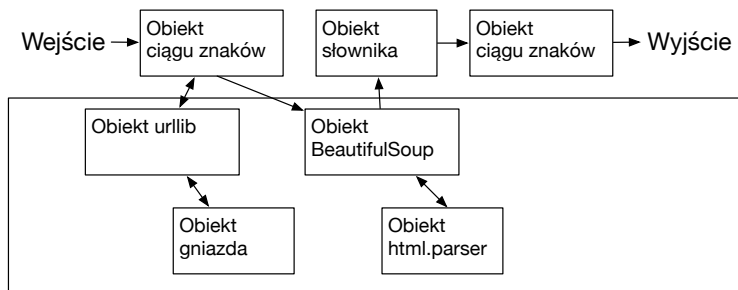 Wejście
Obiekt
ciągu znaków
Obiekt
słownika
Obiekt
ciągu znaków
Wyjście
Obiekt urllib
Obiekt
BeautifulSoup
Obiekt
gniazda
Obiekt
html.parser